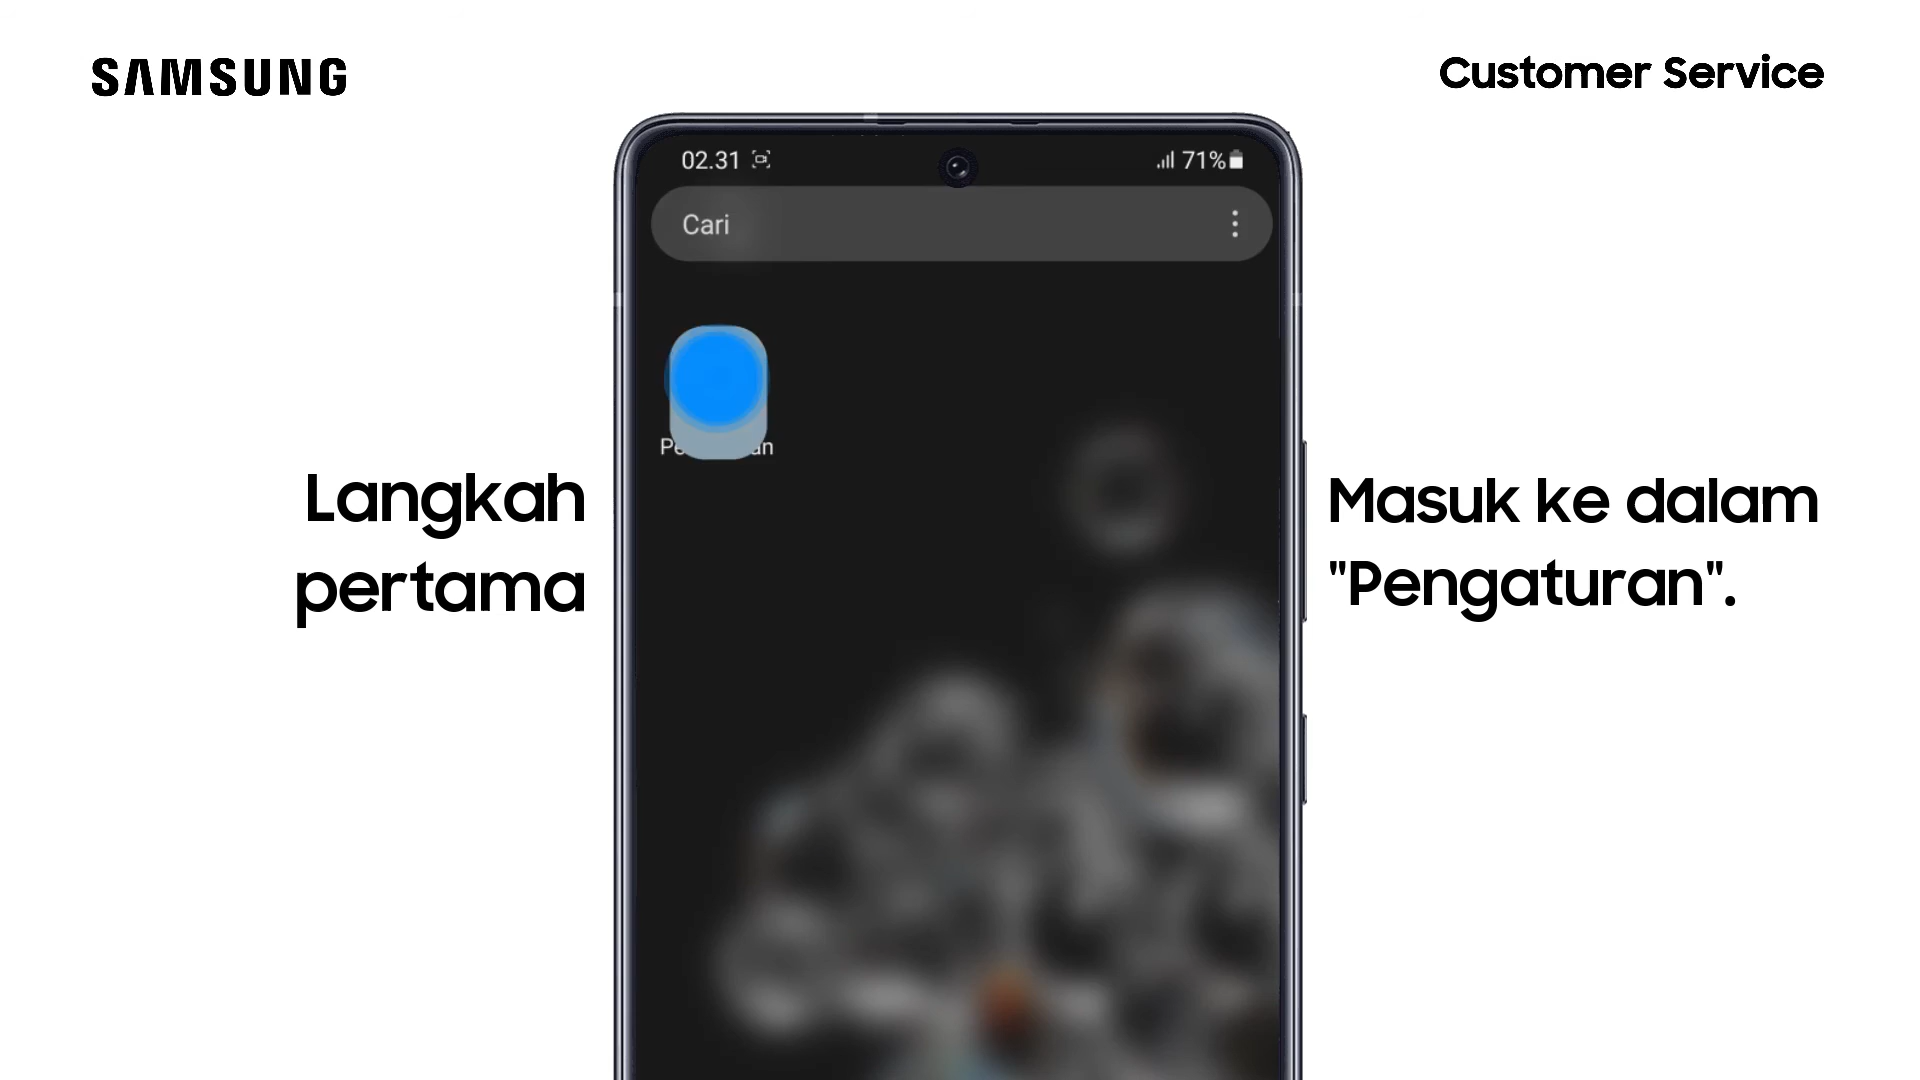 SAMSUNG
Customer Service
02.31
71%
Cari
Langkah
pertama
Masuk ke dalam
"Pengaturan".